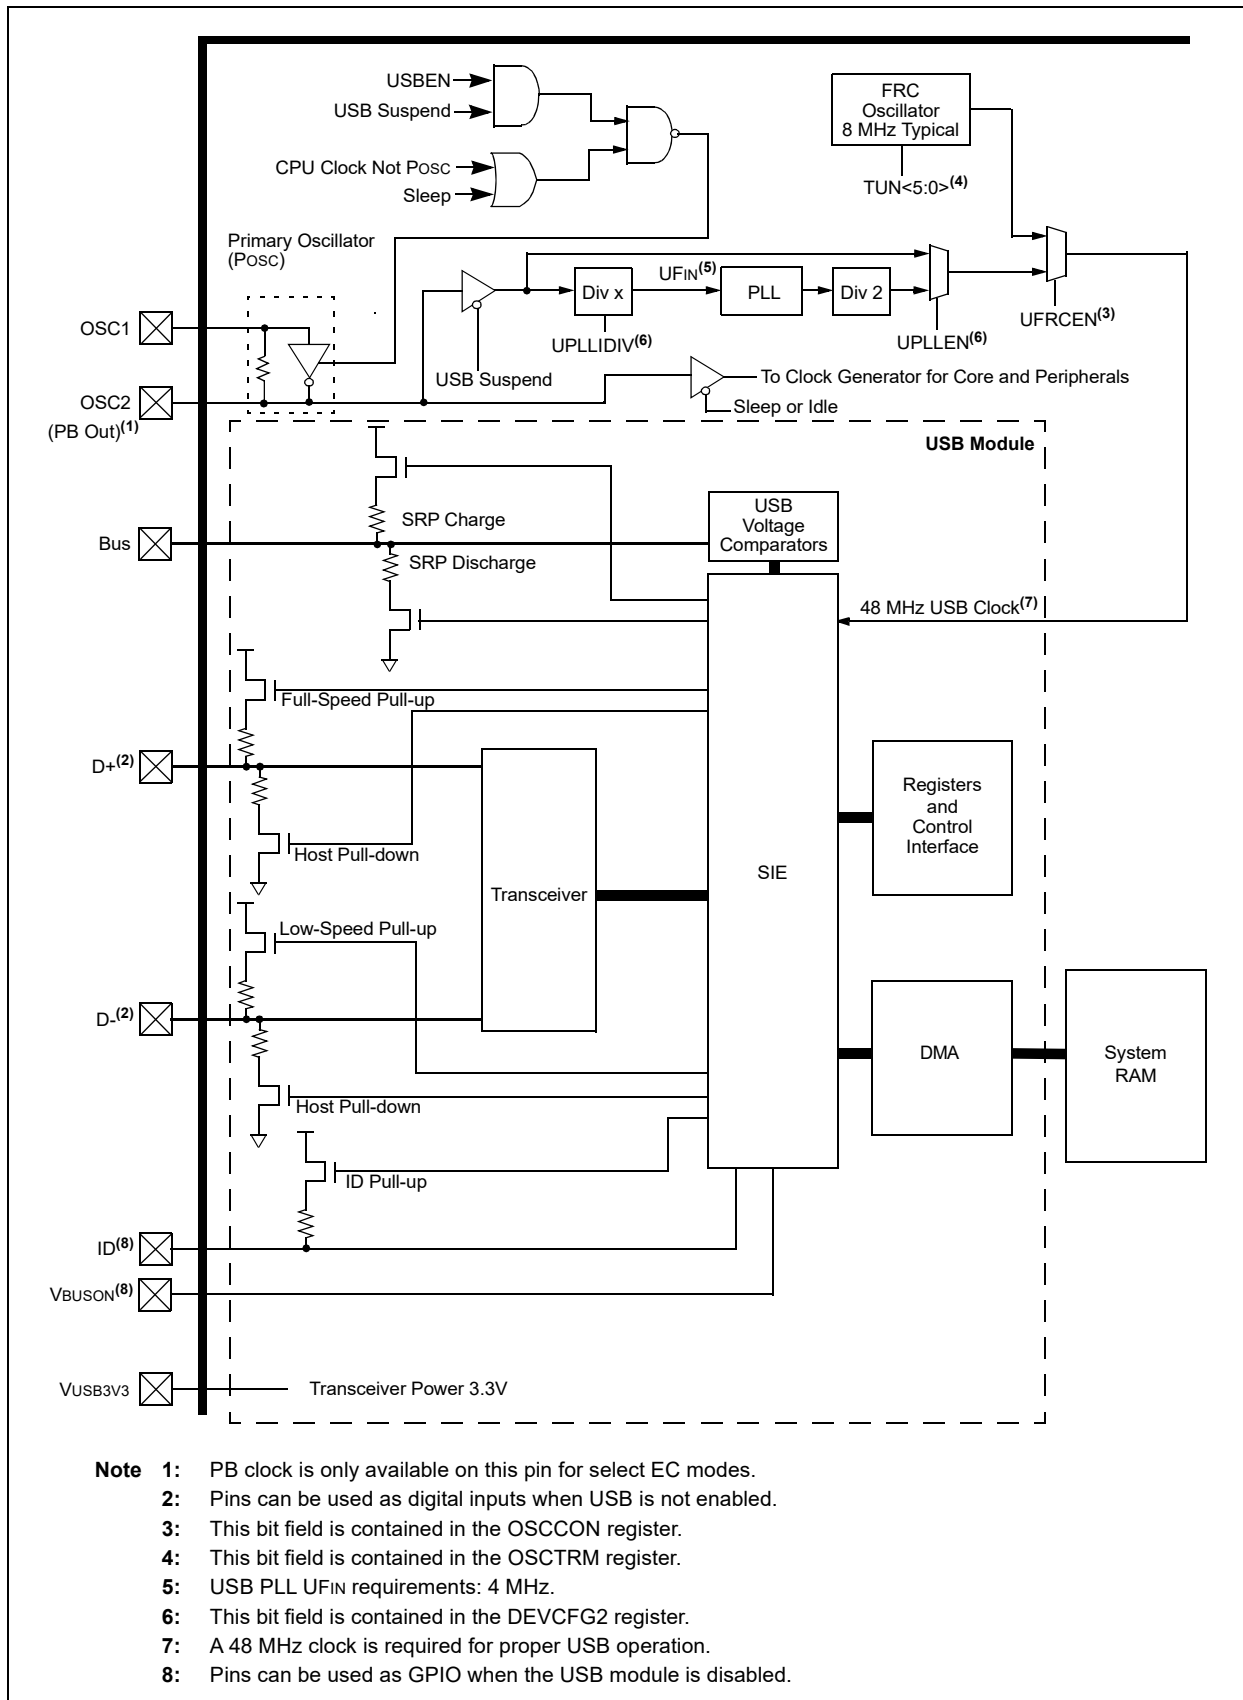 USBEN
USB Suspend
CPU Clock Not POSC
Sleep
FRC
Oscillator
8 MHz Typical
TUN<5:0>(4)
Primary Oscillator
(POSC)
UFIN(5)
Div x
PLL
Div 2
UFRCEN(3)
UPLLIDIV(6)
UPLLEN(6)
USB Suspend
To Clock Generator for Core and Peripherals
Sleep or Idle
OSC1
OSC2
(PB Out)(1)
USB Module
USB
Voltage
Comparators
SRP Charge
Bus
SRP Discharge
48 MHz USB Clock(7)
Full-Speed Pull-up
D+(2)
Registers
and
Control
Interface
Host Pull-down
SIE
Transceiver
Low-Speed Pull-up
D-(2)
DMA
System
RAM
Host Pull-down
ID Pull-up
ID(8)
VBUSON(8)
VUSB3V3
Transceiver Power 3.3V
Note 1: PB clock is only available on this pin for select EC modes.
2: Pins can be used as digital inputs when USB is not enabled.
3: This bit field is contained in the OSCCON register.
4: This bit field is contained in the OSCTRM register.
5: USB PLL UFIN requirements: 4 MHz.
6: This bit field is contained in the DEVCFG2 register.
7: A 48 MHz clock is required for proper USB operation.
8: Pins can be used as GPIO when the USB module is disabled.